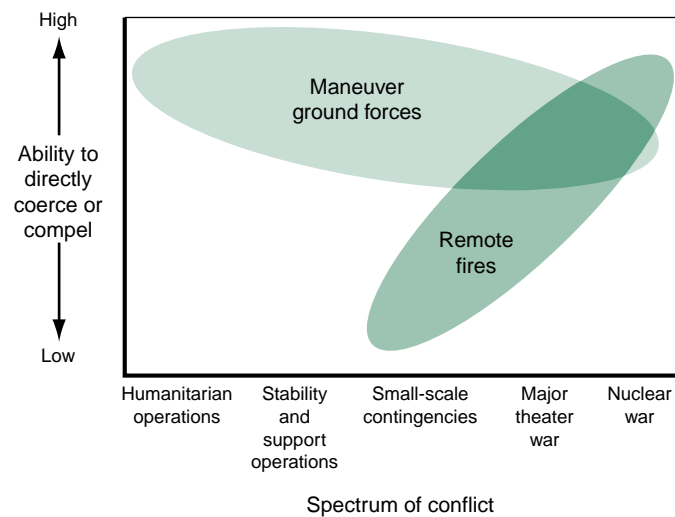 High
Ability to
directly
coerce or
compel
Low
Maneuver
ground forces
Remote
fires
Humanitarian
operations
Stability
and
support
operations
Small-scale
contingencies
Major
theater
war
Nuclear
war
Spectrum of conflict